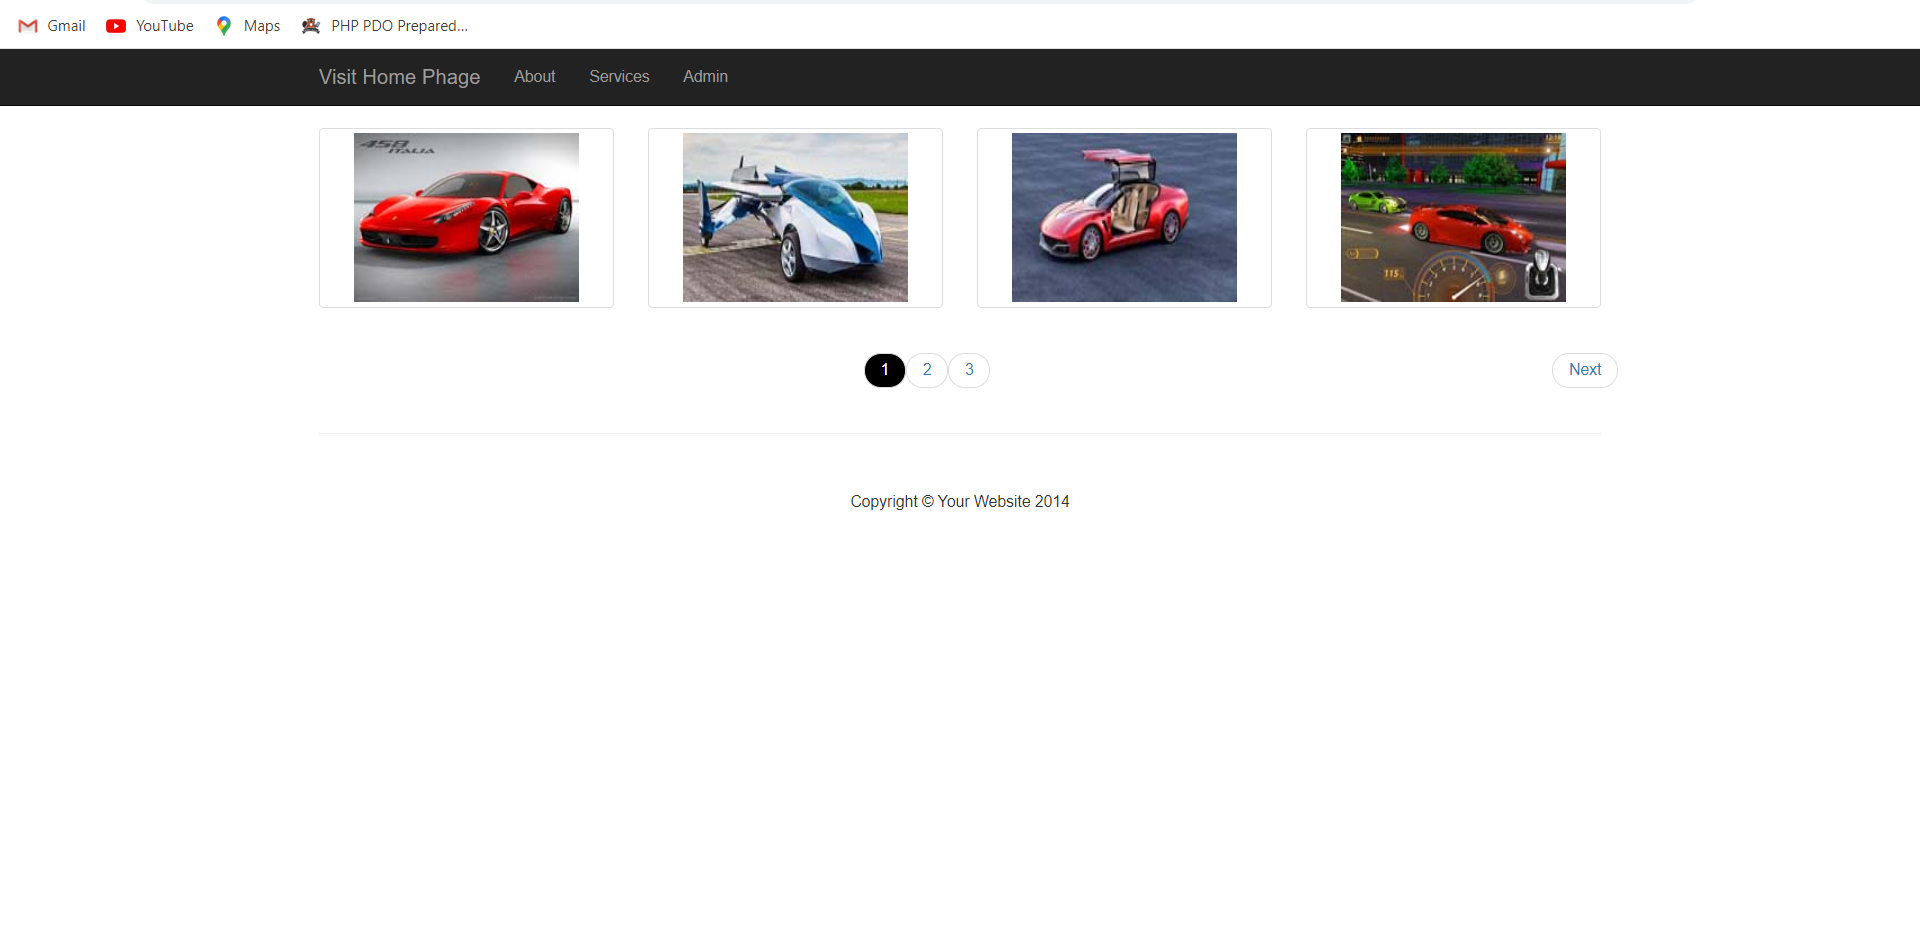 Gmail YouTube Maps PHP PDO Prepared...
Visit Home Phage About Services Admin
458
ITALIA
115
1 2 3 Next
Copyright © Your Website 2014